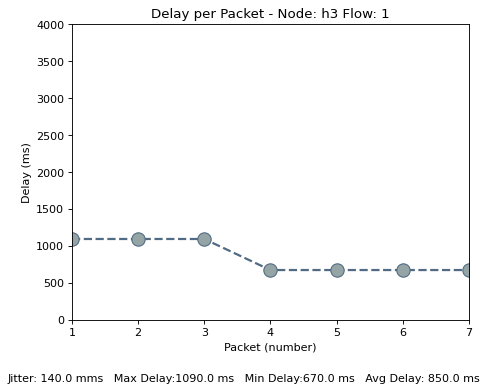 Delay per Packet - Node: h3 Flow: 1
4000
3500
3000
2500
2000
1500
1000
500
0
Delay (ms)
1 2 3 4 5 6 7
Packet (number)
Jitter: 140.0 mms Max Delay:1090.0 ms Min Delay:670.0 ms Avg Delay: 850.0 ms